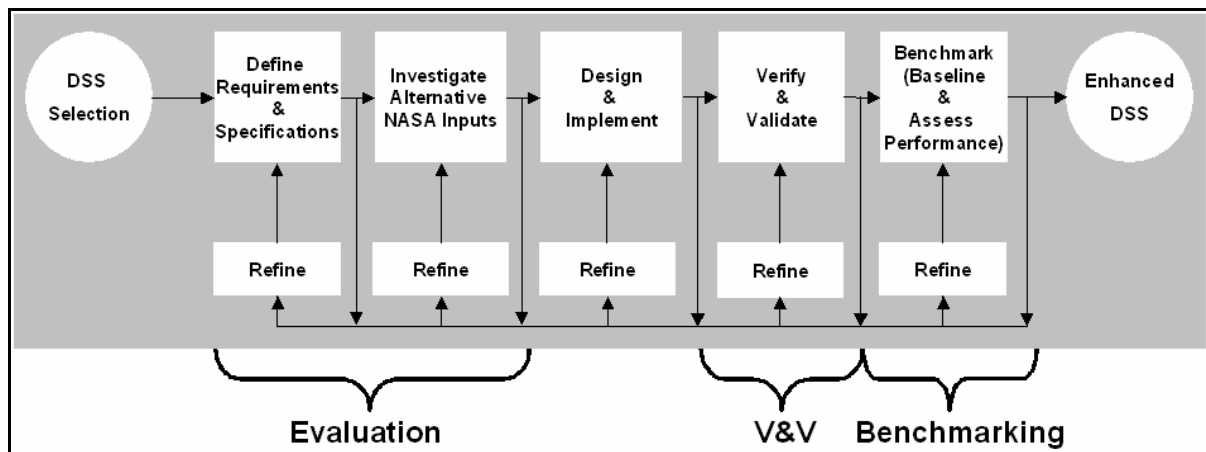 DSS
Selection
Define
Requirements
&
Specifications
Investigate
Alternative
NASA Inputs
Design
&
Implement
Verify
&
Validate
Benchmark
(Baseline
&
Assess
Performance)
Enhanced
DSS
Refine
Refine
Refine
Refine
Refine
Evaluation
V&V
Benchmarking